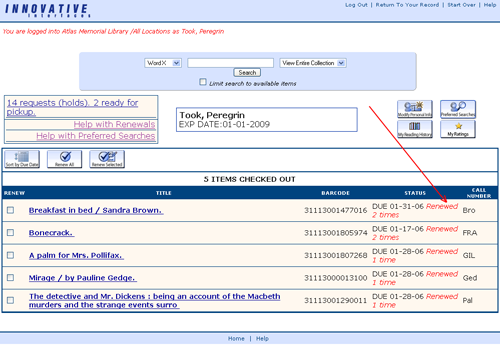 INNOVATIVE
interfaces
Log Out | Return To Your Record | Start Over | Help
You are logged into Atlas Memorial Library /All Locations as Took, Peregrin
Word X View Entire Collection
Search
Limit search to available items
14 requests (holds). 2 ready for
pickup.
Help with Renewals
Help with Preferred Searches
Took, Peregrin
EXP DATE:01-01-2009
Modify Personal Info Preferred Searches
My Reading History My Ratings
Sort by Due Date Renew All Renew Selected
5 ITEMS CHECKED OUT
RENEW TITLE BARCODE STATUS CALL NUMBER
Breakfast in bed / Sandra Brown. 31113001477016 DUE 01-31-06 Renewed 2 times Bro
Bonecrack. 31113001805974 DUE 01-17-06 Renewed 2 times FRA
A palm for Mrs. Pollifax. 31113001807268 DUE 01-28-06 Renewed 1 time GIL
Mirage / by Pauline Gedge. 31113000013100 DUE 01-28-06 Renewed 1 time Ged
The detective and Mr. Dickens : being an account of the Macbeth murders and the strange events surro 31113001290011 DUE 01-28-06 Renewed 1 time Pal
Home | Help